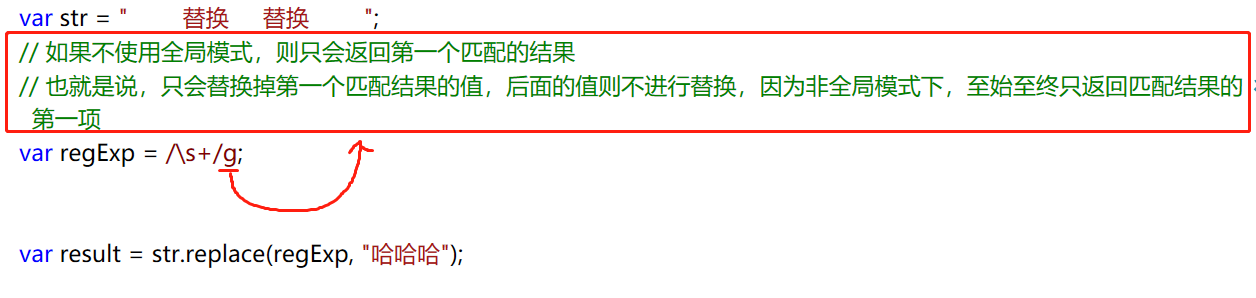 var str = "        替换    替换        ";
// 如果不使用全局模式，则只会返回第一个匹配的结果
// 也就是说，只会替换掉第一个匹配结果的值，后面的值则不进行替换，因为非全局模式下，至始至终只返回匹配结果的
第一项
var regExp = /\s+/g;
var result = str.replace(regExp, "哈哈哈");